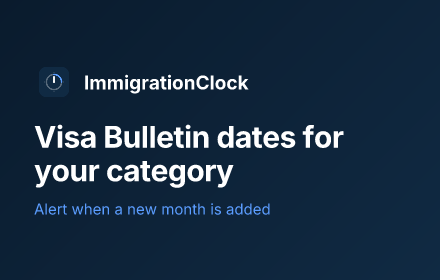 ImmigrationClock
Visa Bulletin dates for
your category
Alert when a new month is added